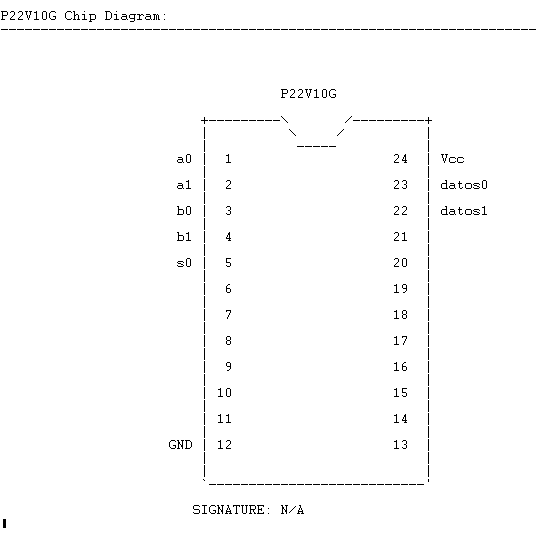 P22V10G Chip Diagram:
P22V10G
a0 1 24 Vcc
a1 2 23 datos0
b0 3 22 datos1
b1 4 21
s0 5 20
6 19
7 18
8 17
9 16
10 15
11 14
GND 12 13
SIGNATURE: N/A